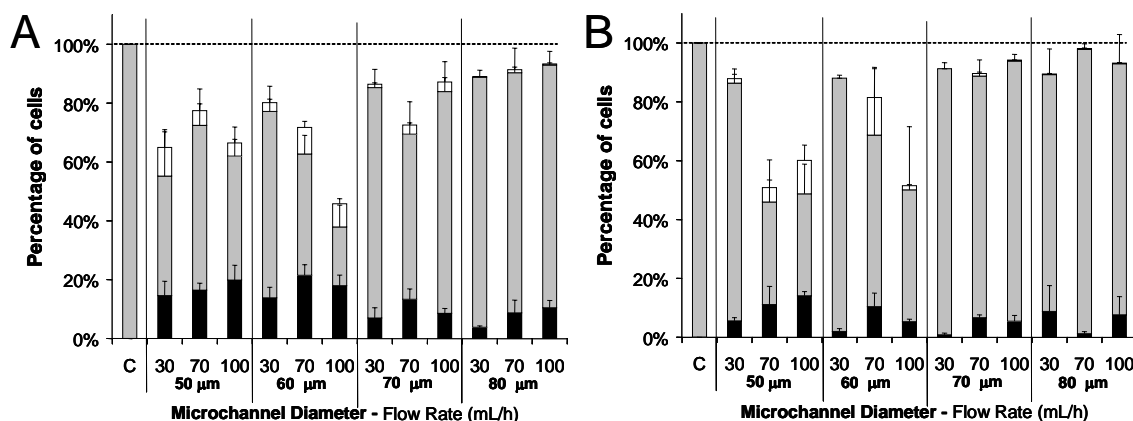 A
Percentage of cells
100%
80%
60%
40%
20%
0%
C 30 70 100 30 70 100 30 70 100 30 70 100
50 μm 60 μm 70 μm 80 μm
Microchannel Diameter - Flow Rate (mL/h)
B
Percentage of cells
100%
80%
60%
40%
20%
0%
C 30 70 100 30 70 100 30 70 100 30 70 100
50 μm 60 μm 70 μm 80 μm
Microchannel Diameter - Flow Rate (mL/h)